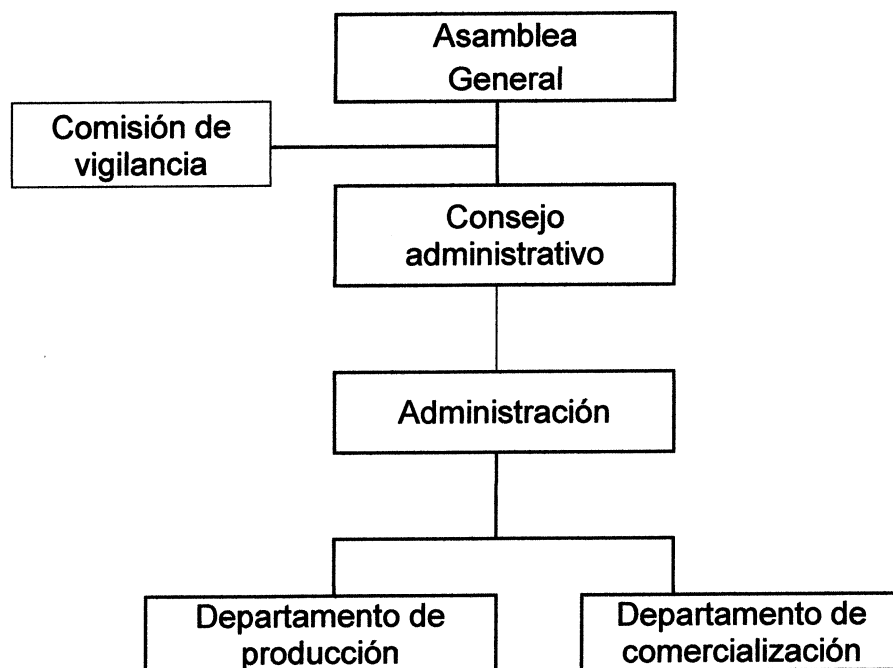 Asamblea
General
Comisión de
vigilancia
Consejo
administrativo
Administración
Departamento de
producción
Departamento de
comercialización